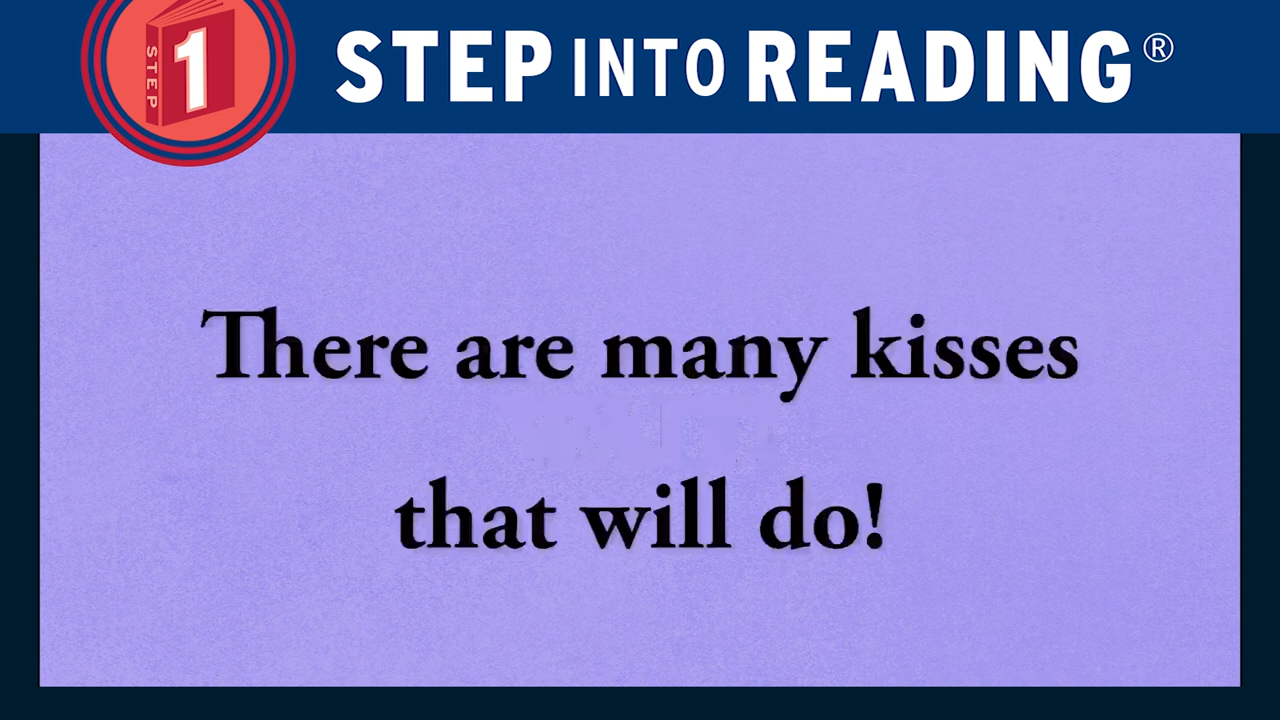 STEP 1
STEP INTO READING®
There are many kisses
that will do!